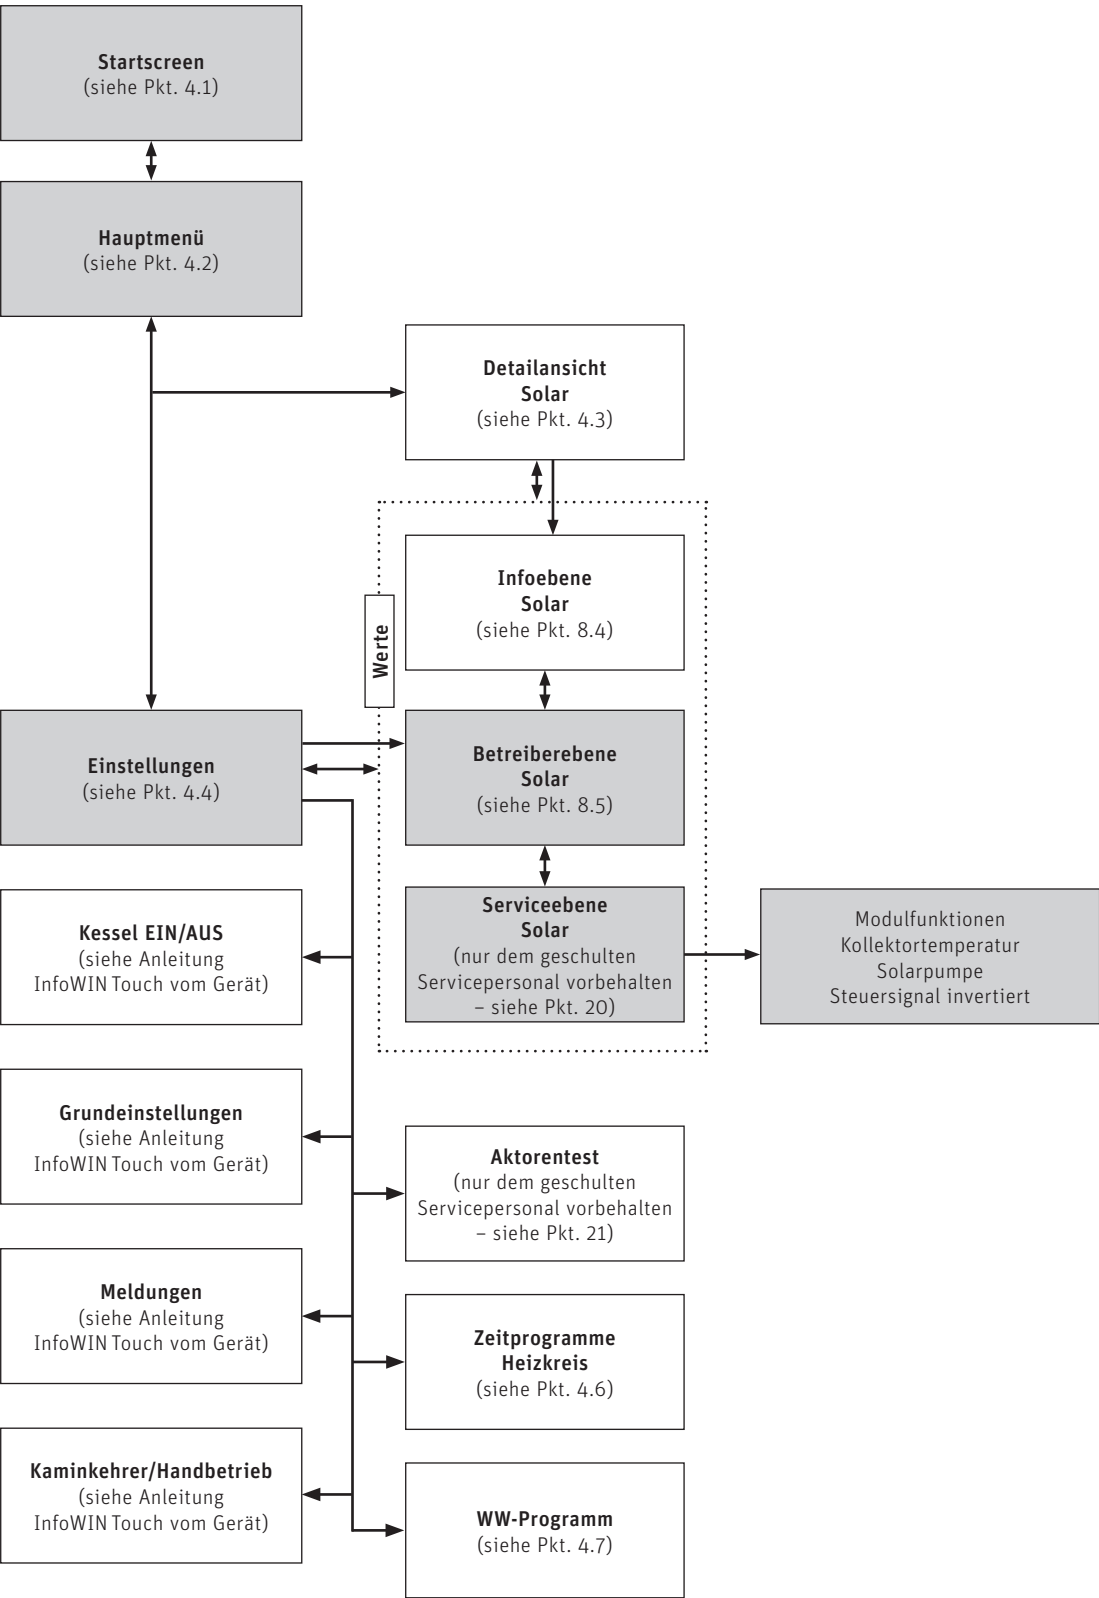 Startscreen
(siehe Pkt. 4.1)
Hauptmenü
(siehe Pkt. 4.2)
Detailansicht
Solar
(siehe Pkt. 4.3)
Infoebene
Solar
(siehe Pkt. 8.4)
Werte
Einstellungen
(siehe Pkt. 4.4)
Betreiberebene
Solar
(siehe Pkt. 8.5)
Kessel EIN/AUS
(siehe Anleitung
InfoWIN Touch vom Gerät)
Serviceebene
Solar
(nur dem geschulten
Servicepersonal vorbehalten
– siehe Pkt. 20)
Modulfunktionen
Kollektortemperatur
Solarpumpe
Steuersignal invertiert
Grundeinstellungen
(siehe Anleitung
InfoWIN Touch vom Gerät)
Aktorentest
(nur dem geschulten
Servicepersonal vorbehalten
– siehe Pkt. 21)
Meldungen
(siehe Anleitung
InfoWIN Touch vom Gerät)
Zeitprogramme
Heizkreis
(siehe Pkt. 4.6)
Kaminkehrer/Handbetrieb
(siehe Anleitung
InfoWIN Touch vom Gerät)
WW-Programm
(siehe Pkt. 4.7)